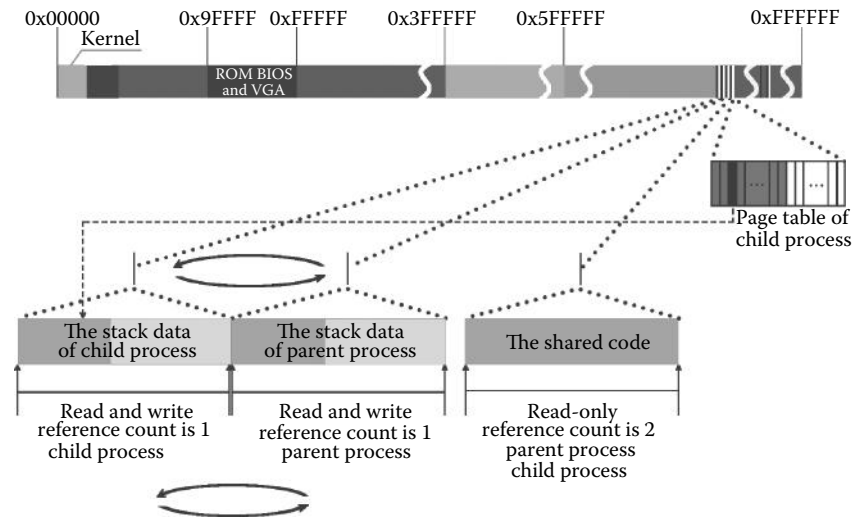 0x00000 0x9FFFF 0xFFFFF 0x3FFFFF 0x5FFFFF 0xFFFFFF
Kernel
ROM BIOS
and VGA
...
...
Page table of
child process
The stack data
of child process
The stack data
of parent process
The shared code
Read and write
reference count is 1
child process
Read and write
reference count is 1
parent process
Read-only
reference count is 2
parent process
child process